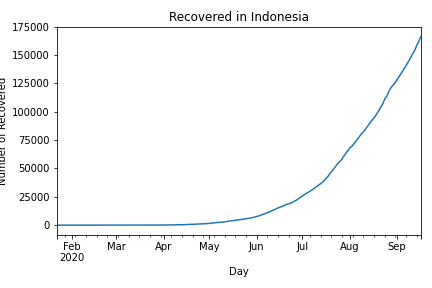 Recovered in Indonesia
175000
150000
125000
100000
75000
50000
25000
0
Number of Recovered
Feb
2020
Mar
Apr
May
Jun
Jul
Aug
Sep
Day